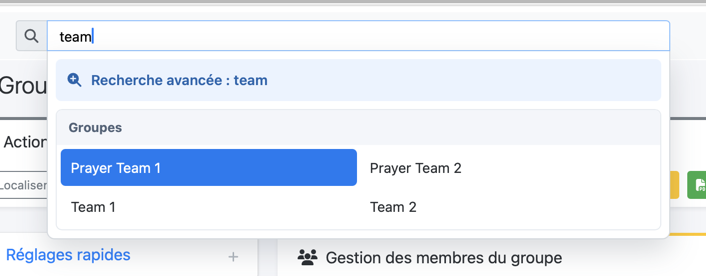 team
Recherche avancée : team
Grou
Groupes
Action
Prayer Team 1 Prayer Team 2
Localiser
Team 1 Team 2
Réglages rapides +
Gestion des membres du groupe